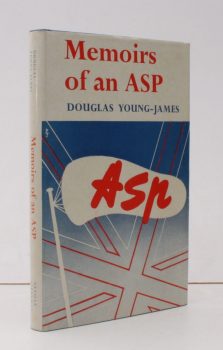 Memoirs
of an ASP
DOUGLAS YOUNG-JAMES
Asp
Memoirs of an ASP